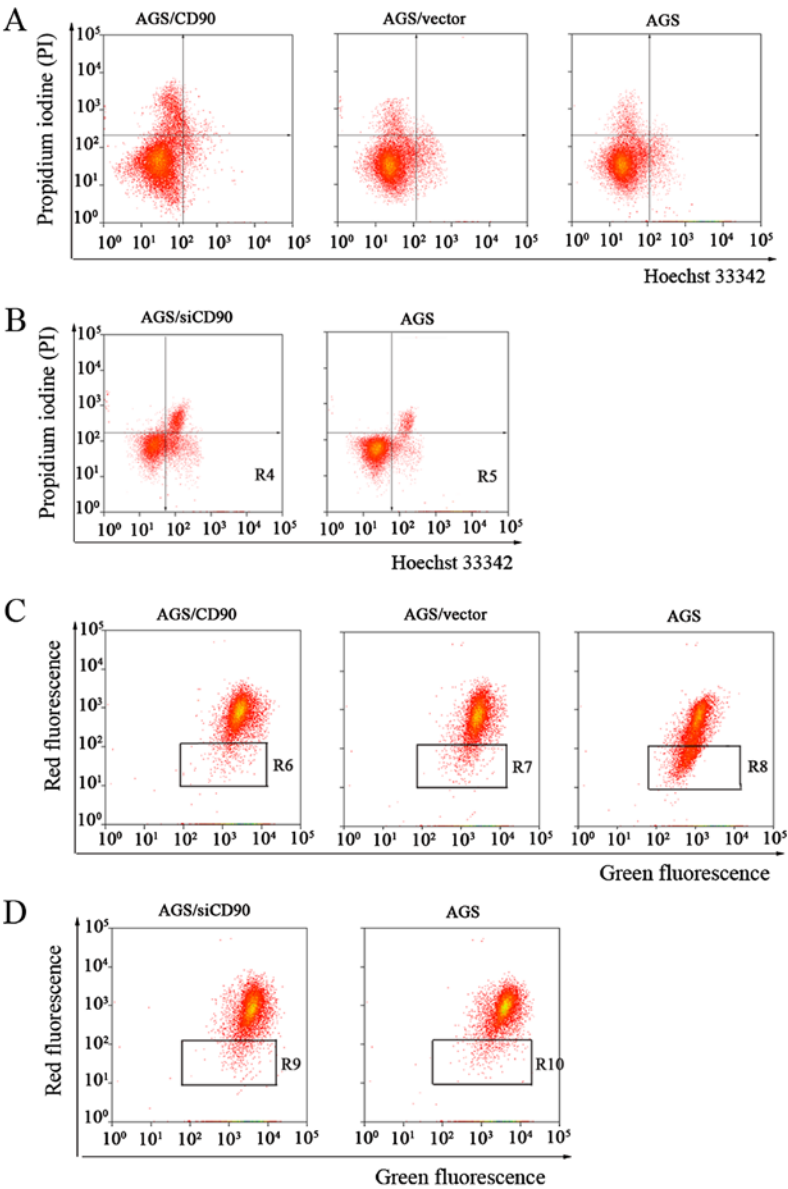 A
AGS/CD90 AGS/vector AGS
Propidium iodine (PI)
10⁵
10⁴
10³
10²
10¹
10⁰
10⁰ 10¹ 10² 10³ 10⁴ 10⁵ 10⁰ 10¹ 10² 10³ 10⁴ 10⁵ 10⁰ 10¹ 10² 10³ 10⁴ 10⁵
Hoechst 33342
B
AGS/siCD90 AGS
Propidium iodine (PI)
10⁵
10⁴
10³
10²
10¹
10⁰
R4 R5
10⁰ 10¹ 10² 10³ 10⁴ 10⁵ 10⁰ 10¹ 10² 10³ 10⁴ 10⁵
Hoechst 33342
C
AGS/CD90 AGS/vector AGS
Red fluorescence
10⁵
10⁴
10³
10²
10¹
10⁰
R6 R7 R8
10⁰ 10¹ 10² 10³ 10⁴ 10⁵ 10⁰ 10¹ 10² 10³ 10⁴ 10⁵ 10⁰ 10¹ 10² 10³ 10⁴ 10⁵
Green fluorescence
D
AGS/siCD90 AGS
Red fluorescence
10⁵
10⁴
10³
10²
10¹
10⁰
R9 R10
10⁰ 10¹ 10² 10³ 10⁴ 10⁵ 10⁰ 10¹ 10² 10³ 10⁴ 10⁵
Green fluorescence